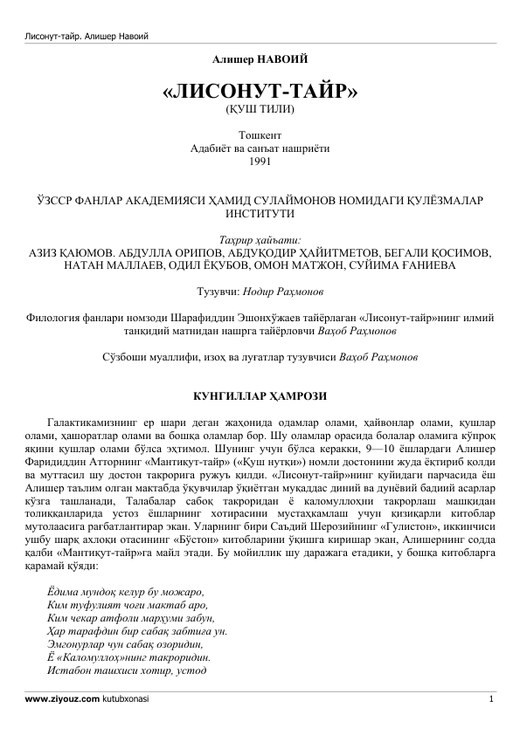 Лисонут-тайр. Алишер Навоий
Алишер НАВОИЙ
«ЛИСОНУТ-ТАЙР»
(ҚУШ ТИЛИ)
Тошкент
Адабиёт ва санъат нашриёти
1991
ЎЗССР ФАНЛАР АКАДЕМИЯСИ ҲАМИД СУЛАЙМОНОВ НОМИДАГИ ҚУЛЁЗМАЛАР
ИНСТИТУТИ
Таҳрир ҳайъати:
АЗИЗ ҚАЮМОВ. АБДУЛЛА ОРИПОВ, АБДУҚОДИР ҲАЙИТМЕТОВ, БЕГАЛИ ҚОСИМОВ,
НАТАН МАЛЛАЕВ, ОДИЛ ЁҚУБОВ, ОМОН МАТЖОН, СУЙИМА ҒАНИЕВА
Тузувчи: Нодир Раҳмонов
Филология фанлари номзоди Шарафиддин Эшонхўжаев тайёрлаган «Лисонут-тайр»нинг илмий
танқидий матнидан нашрга тайёрловчи Ваҳоб Раҳмонов
Сўзбоши муаллифи, изоҳ ва луғатлар тузувчиси Ваҳоб Раҳмонов
КУНГИЛЛАР ҲАМРОЗИ
Галактикамизнинг ер шари деган жаҳонида одамлар олами, ҳайвонлар олами, қушлар
олами, ҳашоратлар олами ва бошқа оламлар бор. Шу оламлар орасида болалар оламига кўпроқ
яқини қушлар олами бўлса эҳтимол. Шунинг учун бўлса керакки, 9—10 ёшлардаги Алишер
Фаридиддин Атторнинг «Мантиқут-тайр» («Қуш нутқи») номли достонини жуда ёқтириб қолди
ва муттасил шу достон такрорига ружуъ қилди. «Лисонут-тайр»нинг қуйидаги парчасида ёш
Алишер таълим олган мактабда ўқувчилар ўқиётган муқаддас диний ва дунёвий бадиий асарлар
кўзга ташланади, Талабалар сабоқ такроридан ё каломуллоҳни такрорлаш машқидан
толикқанларида устоз ёшларнинг хотирасини мустаҳкамлаш учун қизиқарли китоблар
мутолаасига рағбатлантирар экан. Уларнинг бири Саъдий Шерозийнинг «Гулистон», иккинчиси
ушбу шарқ ахлоқи отасининг «Бўстон» китобларини ўқишга киришар экан, Алишернинг содда
қалби «Мантиқут-тайр»га майл этади. Бу мойиллик шу даражага етадики, у бошқа китобларга
қарамай қўяди:
Ёдима мундоқ келур бу можаро,
Ким туфулият чоғи мактаб аро,
Ким чекар атфоли марҳуми забун,
Ҳар тарафдин бир сабақ забтига ун.
Эмгонурлар чун сабақ озоридин,
Ё «Каломуллоҳ»нинг такроридин.
Истабон ташхиси хотир, устод
www.ziyouz.com kutubxonasi
1